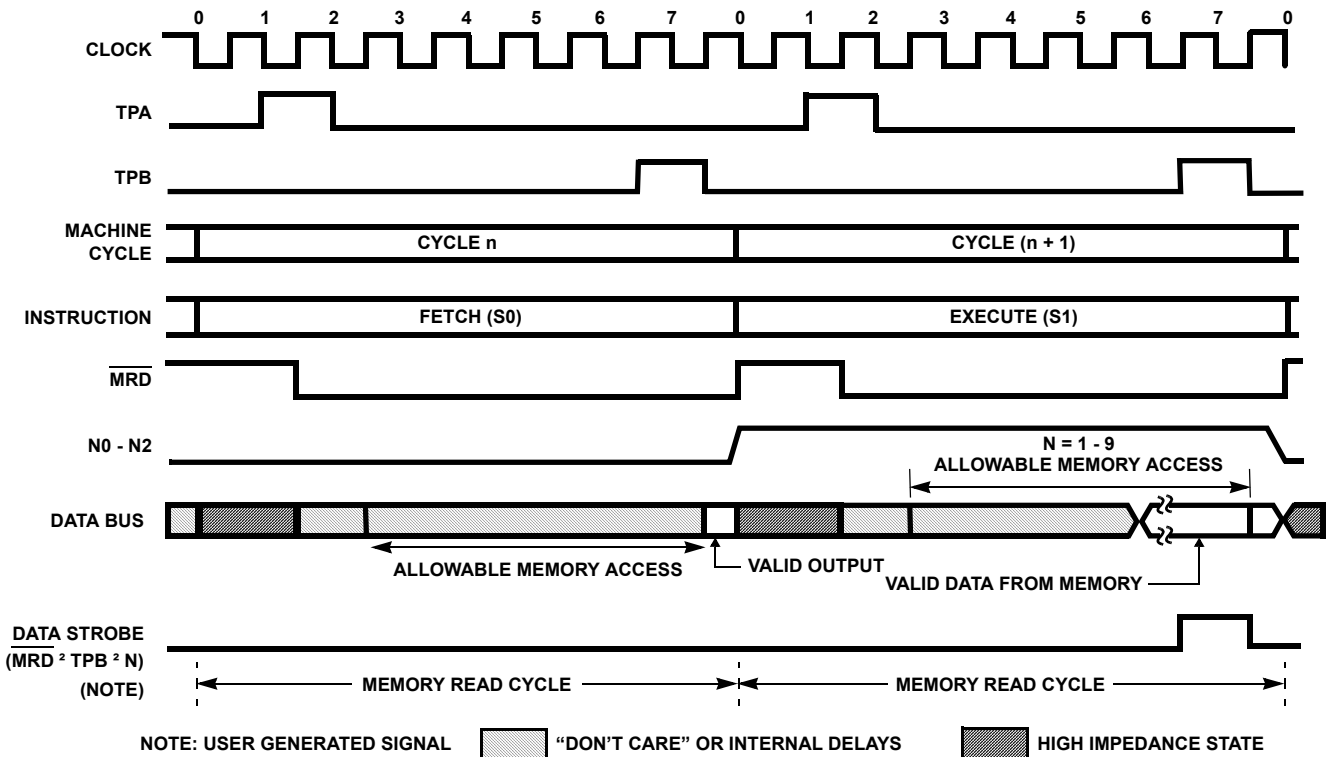 0 1 2 3 4 5 6 7 0 1 2 3 4 5 6 7 0
CLOCK
TPA
TPB
MACHINE
CYCLE
CYCLE n
CYCLE (n + 1)
INSTRUCTION
FETCH (S0)
EXECUTE (S1)
MRD
N0 - N2
N = 1 - 9
ALLOWABLE MEMORY ACCESS
DATA BUS
ALLOWABLE MEMORY ACCESS
VALID OUTPUT
VALID DATA FROM MEMORY
DATA STROBE
(MRD ² TPB ² N)
(NOTE)
MEMORY READ CYCLE
MEMORY READ CYCLE
NOTE: USER GENERATED SIGNAL
“DON’T CARE” OR INTERNAL DELAYS
HIGH IMPEDANCE STATE